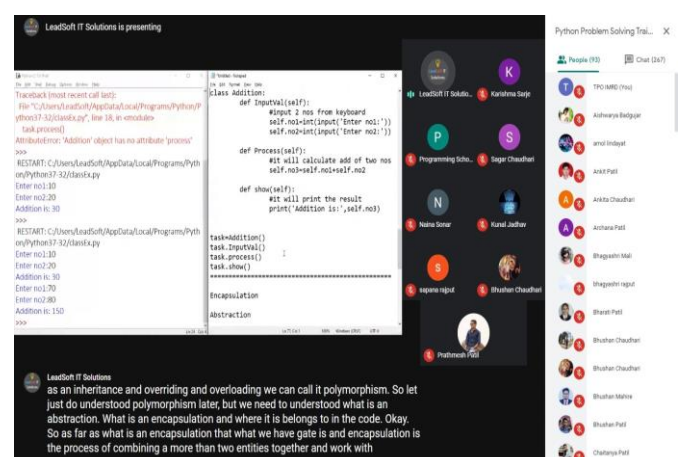 LeadSoft IT Solutions is presenting
Traceback (most recent call last):
File "C:/Users/LeadSoft/AppData/Local/Programs/Python/P
ython37-32/classEx.py", line 18, in <module>
task.process()
AttributeError: 'Addition' object has no attribute 'process'
>>>
RESTART: C:/Users/LeadSoft/AppData/Local/Programs/Pyth
on/Python37-32/classEx.py
Enter no1:10
Enter no2:20
Addition is: 30
>>>
RESTART: C:/Users/LeadSoft/AppData/Local/Programs/Pyth
on/Python37-32/classEx.py
Enter no1:10
Enter no2:20
Addition is: 30
Enter no1:70
Enter no2:80
Addition is: 150
>>>
class Addition:
def InputVal(self):
#input 2 nos from keyboard
self.no1=int(input('Enter no1:'))
self.no2=int(input('Enter no2:'))
def Process(self):
#it will calculate add of two nos
self.no3=self.no1+self.no2
def show(self):
#it will print the result
print('Addition is:',self.no3)
task=Addition()
task.InputVal()
task.process()
task.show()
Encapsulation
Abstraction
LeadSoft IT Solutio...
K
Karishma Sarje
P
Programming Scho...
S
Sagar Chaudhari
N
Naina Sonar
Kunal Jadhav
S
sapana rajput
Bhushan Chaudhari
Prathmesh Patil
LeadSoft IT Solutions
as an inheritance and overriding and overloading we can call it polymorphism. So let
just do understood polymorphism later, but we need to understood what is an
abstraction. What is an encapsulation and where it is belongs to in the code. Okay.
So as far as what is an encapsulation that what we have gate is and encapsulation is
the process of combining a more than two entities together and work with
Python Problem Solving Trai... X
People (93)
Chat (267)
T
TPO IMRD (You)
Aishwarya Badgujar
amol lindayat
Ankit Patil
A
Ankita Chaudhari
A
Archana Patil
Bhagyashri Mali
bhagyashri rajput
Bharat Patil
Bhushan Chaudhari
Bhushan Chaudhari
Bhushan Mahire
Bhushan Patil
Chaitanya Patil